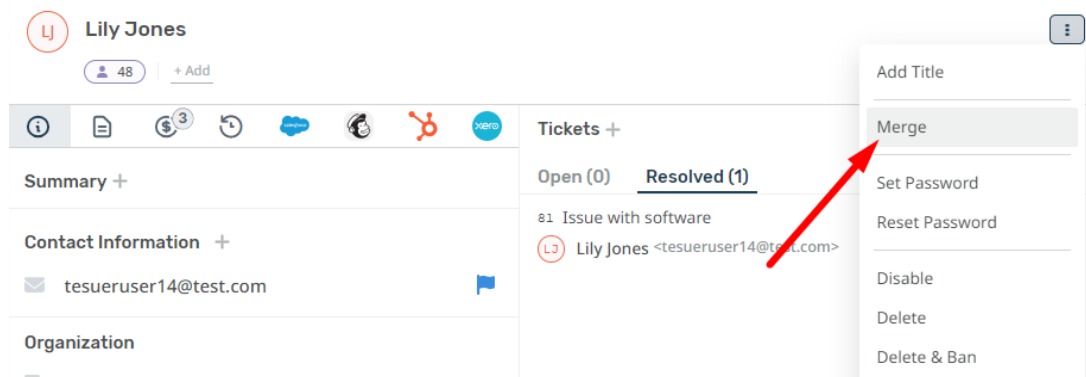 LJ
Lily Jones
48
+ Add
3
salesforce
xero
Summary +
Contact Information +
tesueruser14@test.com
Organization
Tickets +
Open (0) Resolved (1)
81 Issue with software
LJ Lily Jones <tesueruser14@test.com>
Add Title
Merge
Set Password
Reset Password
Disable
Delete
Delete & Ban